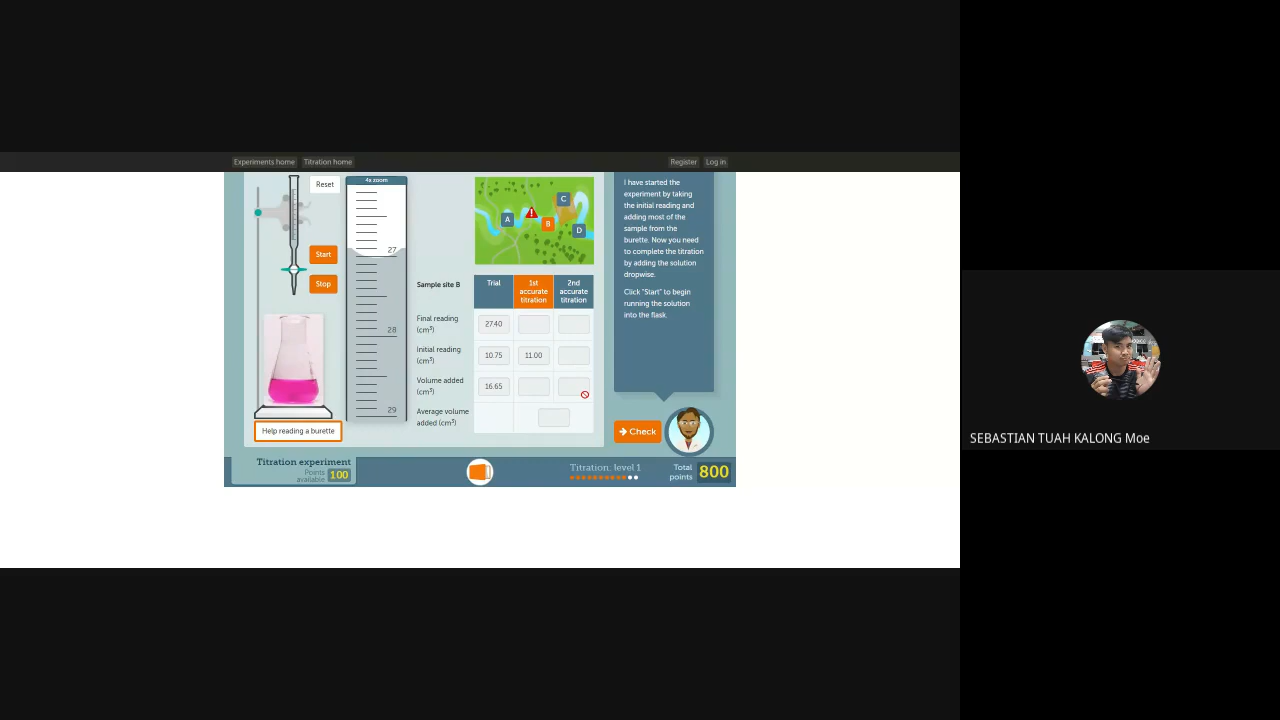 Experiments home
Titration home
Register
Log in
Reset
4x zoom
27
28
29
Start
Stop
Help reading a burette
A
B
C
D
Sample site B
Trial
1st
accurate
titration
2nd
accurate
titration
Final reading
(cm³)
27.40
Initial reading
(cm³)
10.75
11.00
Volume added
(cm³)
16.65
Average volume
added (cm³)
I have started the
experiment by taking
the initial reading and
adding most of the
sample from the
burette. Now you need
to complete the titration
by adding the solution
dropwise.
Click "Start" to begin
running the solution
into the flask.
Check
Titration experiment
Points
available
100
Titration: level 1
Total
points
800
SEBASTIAN TUAH KALONG Moe